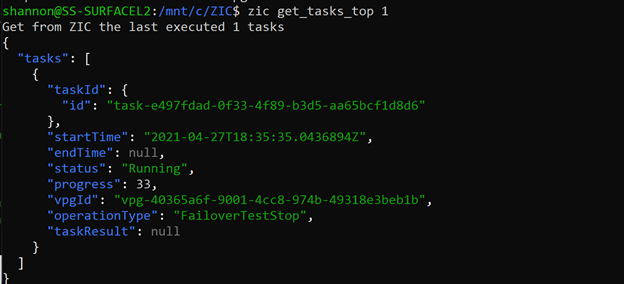 shannon@SS-SURFACEL2:/mnt/c/ZIC$ zic get_tasks_top 1
Get from ZIC the last executed 1 tasks
{
  "tasks": [
    {
      "taskId": {
        "id": "task-e497fdad-0f33-4f89-b3d5-aa65bcf1d8d6"
      },
      "startTime": "2021-04-27T18:35:35.0436894Z",
      "endTime": null,
      "status": "Running",
      "progress": 33,
      "vpgId": "vpg-40365a6f-9001-4cc8-974b-49318e3beb1b",
      "operationType": "FailoverTestStop",
      "taskResult": null
    }
  ]
}